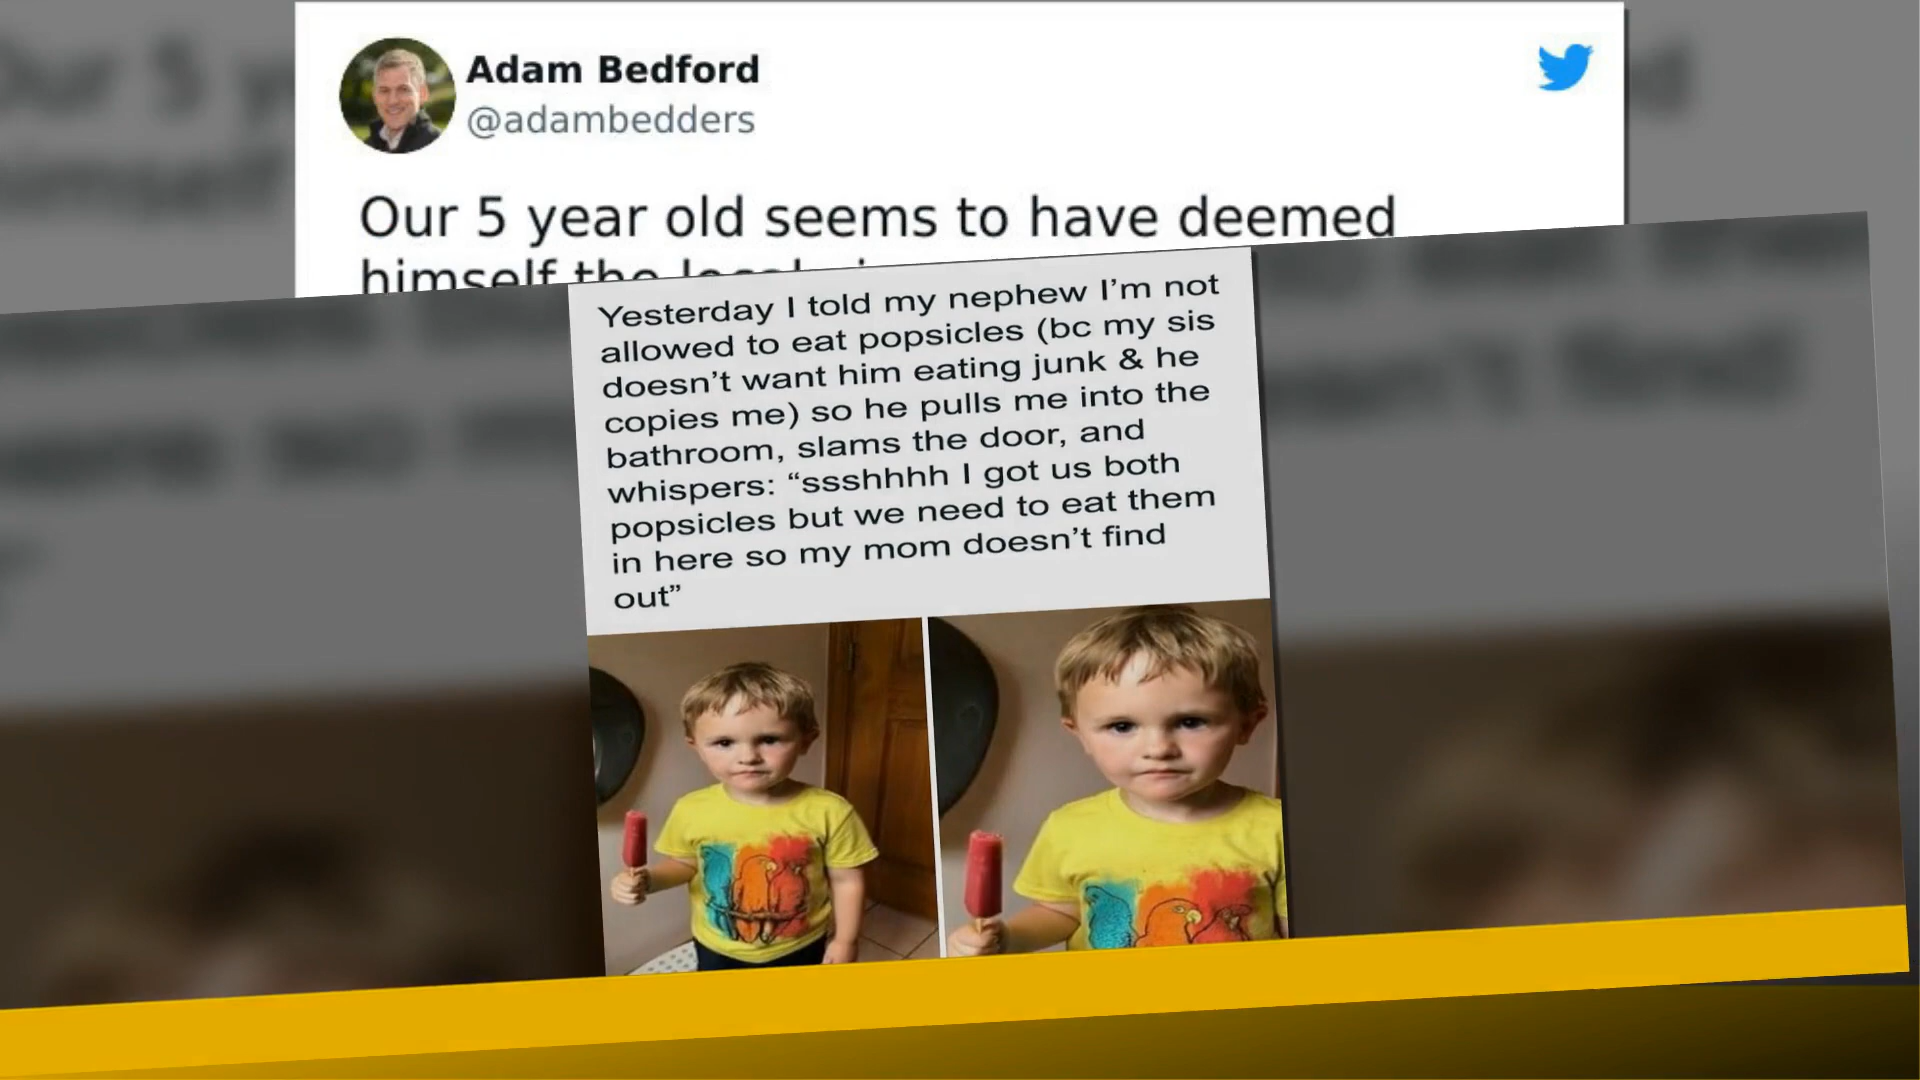 Adam Bedford
@adambedders
Our 5 year old seems to have deemed
himself the local
Yesterday I told my nephew I’m not
allowed to eat popsicles (bc my sis
doesn’t want him eating junk & he
copies me) so he pulls me into the
bathroom, slams the door, and
whispers: “ssshhhh I got us both
popsicles but we need to eat them
in here so my mom doesn’t find
out”